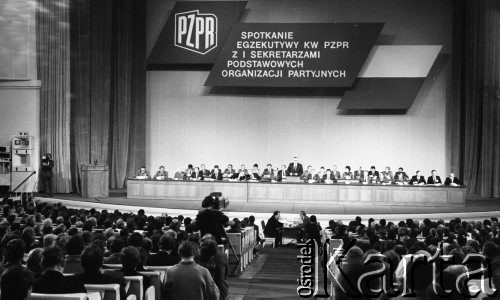 PZPR
SPOTKANIE
EGZEKUTYWY KW PZPR
Z I SEKRETARZAMI
PODSTAWOWYCH
ORGANIZACJI PARTYJNYCH
Ośrodek
Karta